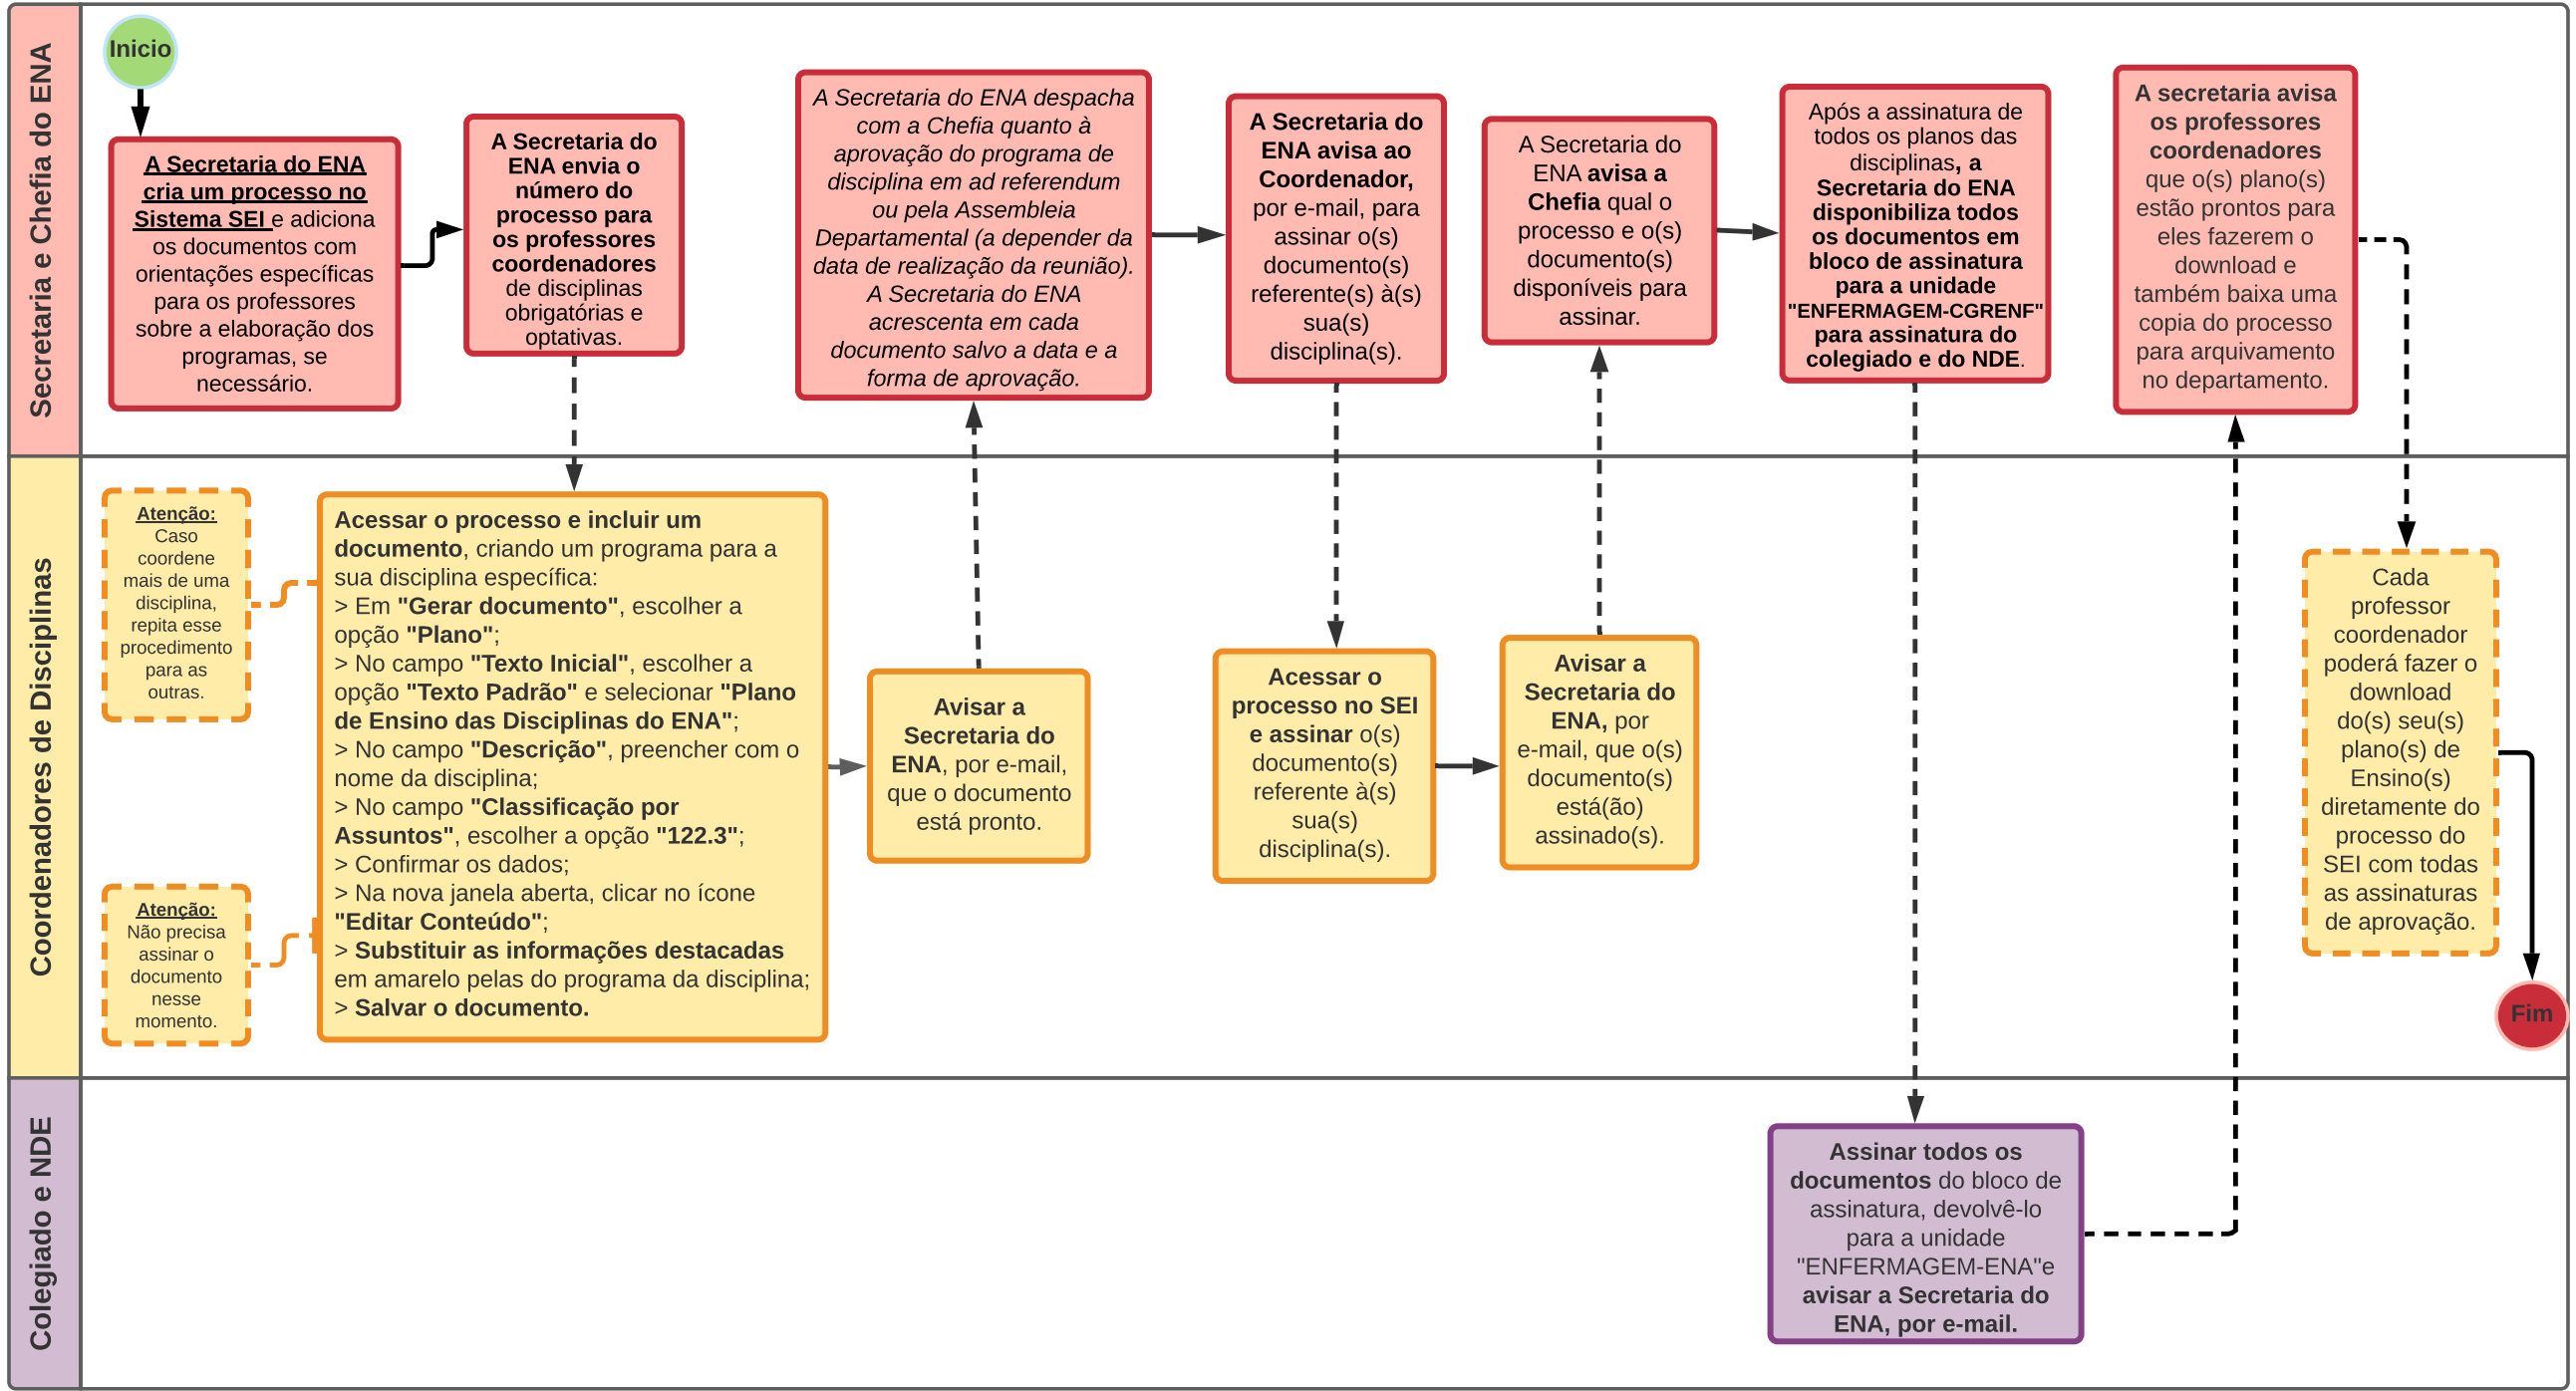 Secretaria e Chefia do ENA
Inicio
A Secretaria do ENA
cria um processo no
Sistema SEI e adiciona
os documentos com
orientações específicas
para os professores
sobre a elaboração dos
programas, se
necessário.
A Secretaria do
ENA envia o
número do
processo para
os professores
coordenadores
de disciplinas
obrigatórias e
optativas.
A Secretaria do ENA despacha
com a Chefia quanto à
aprovação do programa de
disciplina em ad referendum
ou pela Assembleia
Departamental (a depender da
data de realização da reunião).
A Secretaria do ENA
acrescenta em cada
documento salvo a data e a
forma de aprovação.
A Secretaria do
ENA avisa ao
Coordenador,
por e-mail, para
assinar o(s)
documento(s)
referente(s) à(s)
sua(s)
disciplina(s).
A Secretaria do
ENA avisa a
Chefia qual o
processo e o(s)
documento(s)
disponíveis para
assinar.
Após a assinatura de
todos os planos das
disciplinas, a
Secretaria do ENA
disponibiliza todos
os documentos em
bloco de assinatura
para a unidade
"ENFERMAGEM-CGRENF"
para assinatura do
colegiado e do NDE.
A secretaria avisa
os professores
coordenadores
que o(s) plano(s)
estão prontos para
eles fazerem o
download e
também baixa uma
copia do processo
para arquivamento
no departamento.
Coordenadores de Disciplinas
Atenção:
Caso
coordene
mais de uma
disciplina,
repita esse
procedimento
para as
outras.
Atenção:
Não precisa
assinar o
documento
nesse
momento.
Acessar o processo e incluir um
documento, criando um programa para a
sua disciplina específica:
> Em "Gerar documento", escolher a
opção "Plano";
> No campo "Texto Inicial", escolher a
opção "Texto Padrão" e selecionar "Plano
de Ensino das Disciplinas do ENA";
> No campo "Descrição", preencher com o
nome da disciplina;
> No campo "Classificação por
Assuntos", escolher a opção "122.3";
> Confirmar os dados;
> Na nova janela aberta, clicar no ícone
"Editar Conteúdo";
> Substituir as informações destacadas
em amarelo pelas do programa da disciplina;
> Salvar o documento.
Avisar a
Secretaria do
ENA, por e-mail,
que o documento
está pronto.
Acessar o
processo no SEI
e assinar o(s)
documento(s)
referente à(s)
sua(s)
disciplina(s).
Avisar a
Secretaria do
ENA, por
e-mail, que o(s)
documento(s)
está(ão)
assinado(s).
Cada
professor
coordenador
poderá fazer o
download
do(s) seu(s)
plano(s) de
Ensino(s)
diretamente do
processo do
SEI com todas
as assinaturas
de aprovação.
Fim
Colegiado e NDE
Assinar todos os
documentos do bloco de
assinatura, devolvê-lo
para a unidade
"ENFERMAGEM-ENA"e
avisar a Secretaria do
ENA, por e-mail.